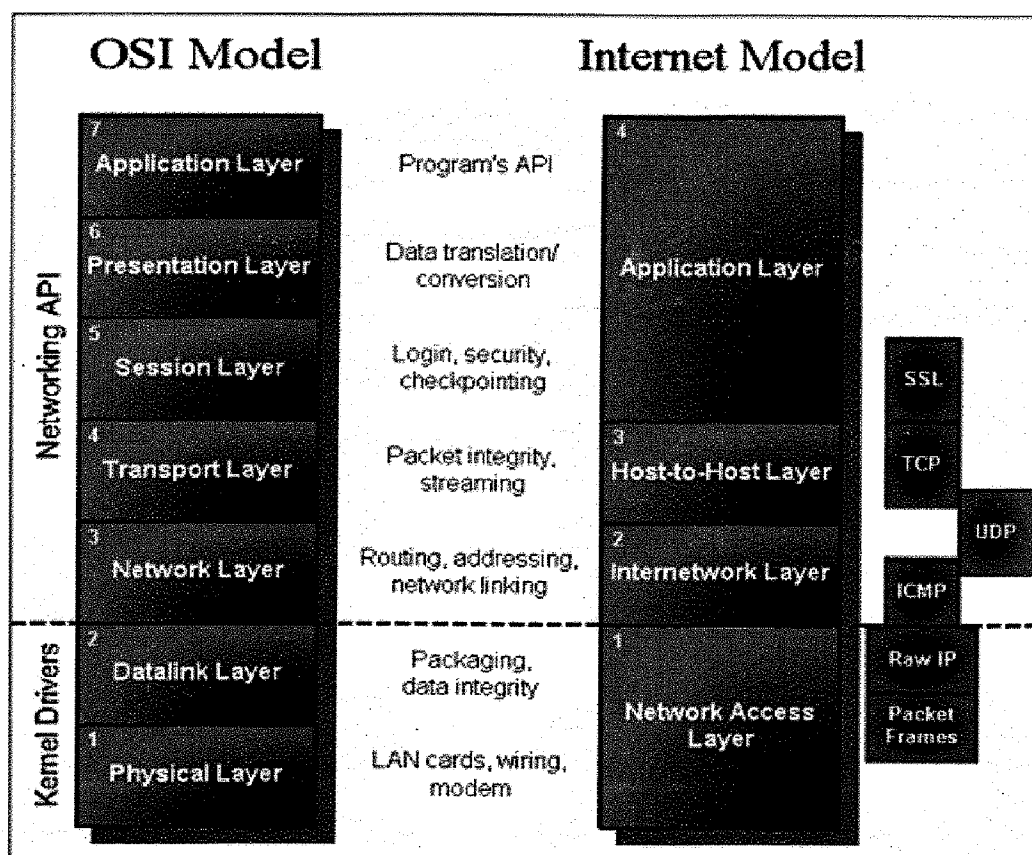 OSI Model
Internet Model
Networking API
Kernel Drivers
7
Application Layer
6
Presentation Layer
5
Session Layer
4
Transport Layer
3
Network Layer
2
Datalink Layer
1
Physical Layer
Program's API
Data translation/
conversion
Login, security,
checkpointing
Packet integrity,
streaming
Routing, addressing,
network linking
Packaging,
data integrity
LAN cards, wiring,
modem
4
Application Layer
3
Host-to-Host Layer
2
Internetwork Layer
1
Network Access
Layer
SSL
TCP
UDP
ICMP
Raw IP
Packet
Frames